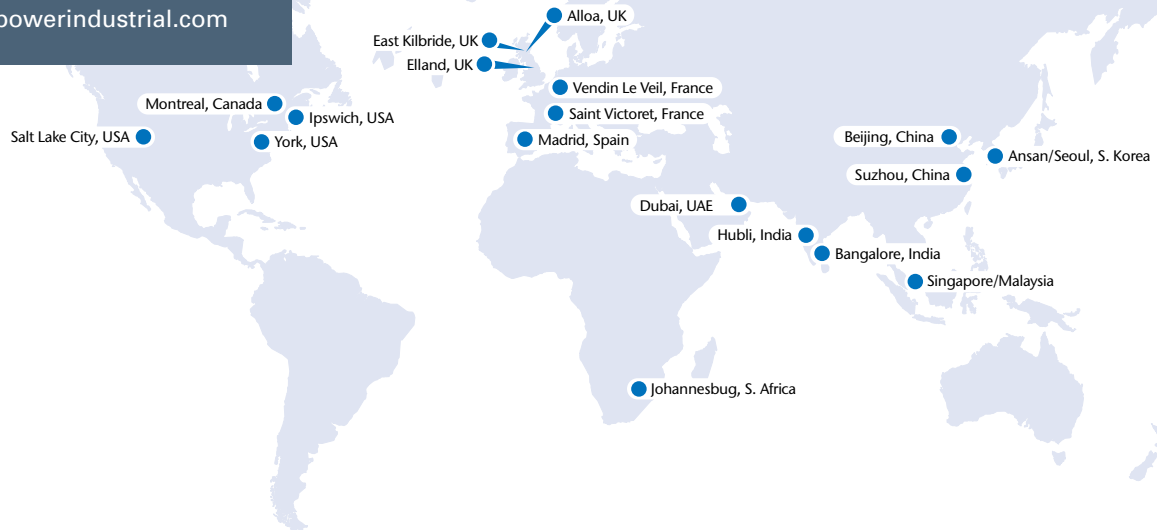 powerindustrial.com
Alloa, UK
East Kilbride, UK
Elland, UK
Vendin Le Veil, France
Montreal, Canada
Saint Victoret, France
Ipswich, USA
Salt Lake City, USA
York, USA
Madrid, Spain
Beijing, China
Ansan/Seoul, S. Korea
Suzhou, China
Dubai, UAE
Hubli, India
Bangalore, India
Singapore/Malaysia
Johannesbug, S. Africa